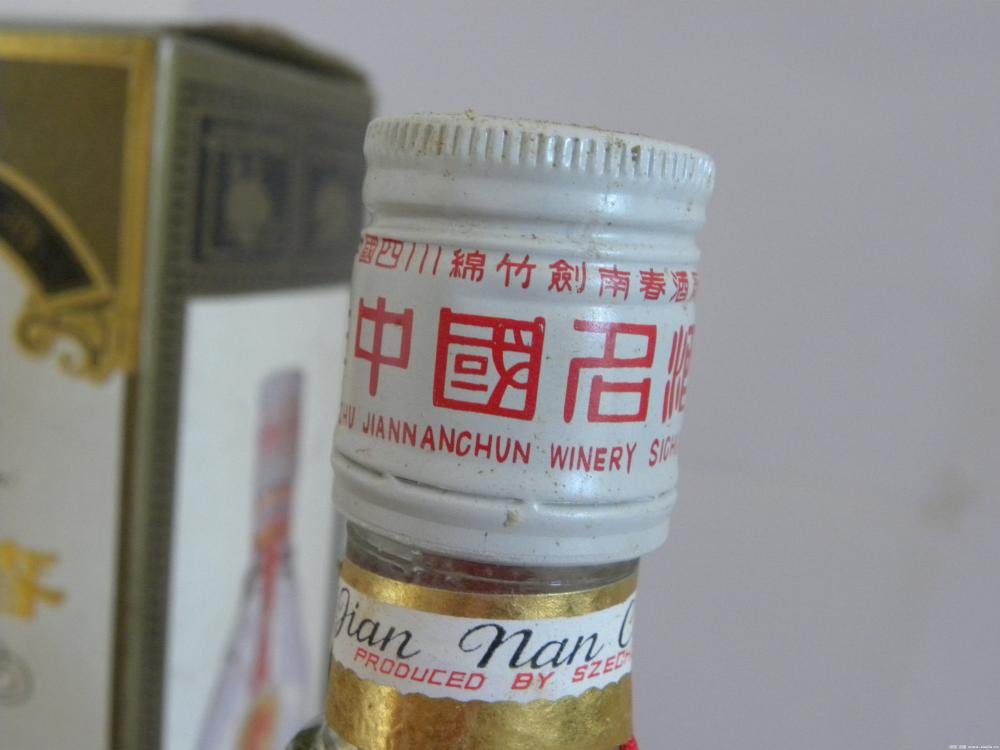 國四川綿竹劍南春酒
中國名酒
HU JIANNANCHUN WINERY SICH
Jian Nan C
PRODUCED BY SZECH